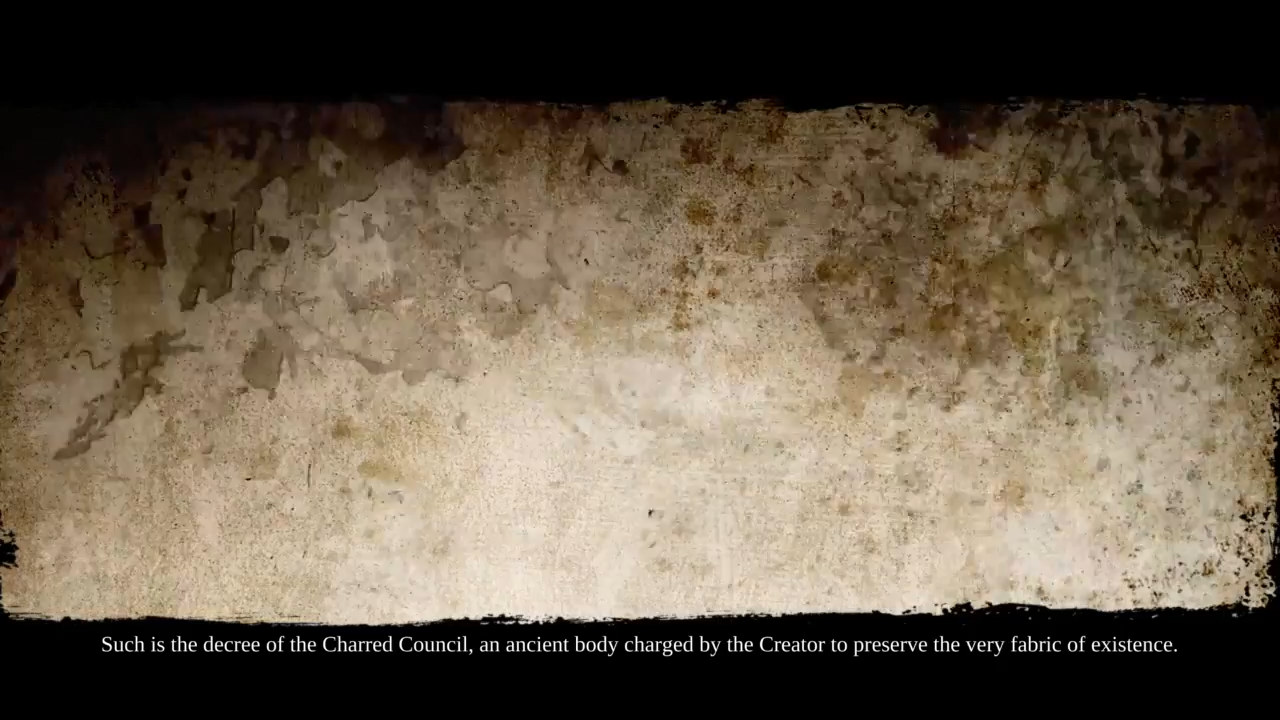 Such is the decree of the Charred Council, an ancient body charged by the Creator to preserve the very fabric of existence.